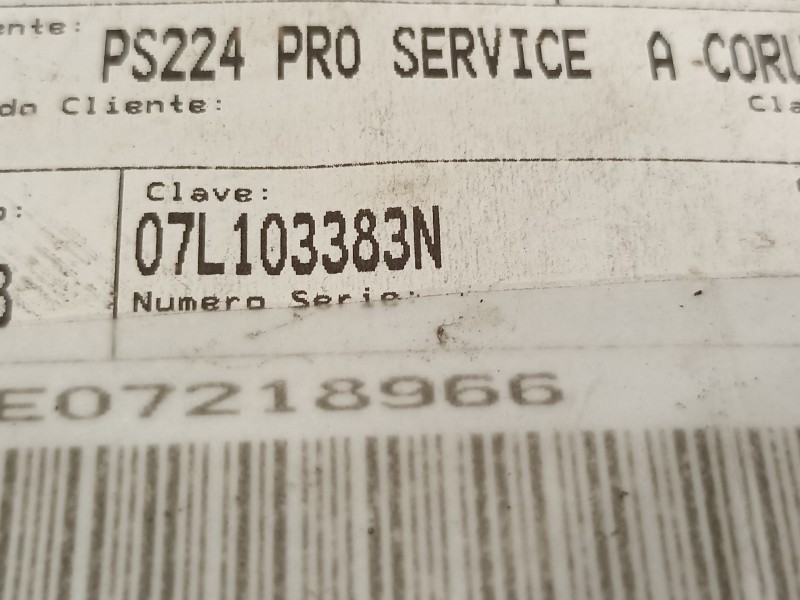 ente:
PS224 PRO SERVICE A CORU
do Cliente: Cla
Clave:
07L103383N
Numero Serie:
E07218966